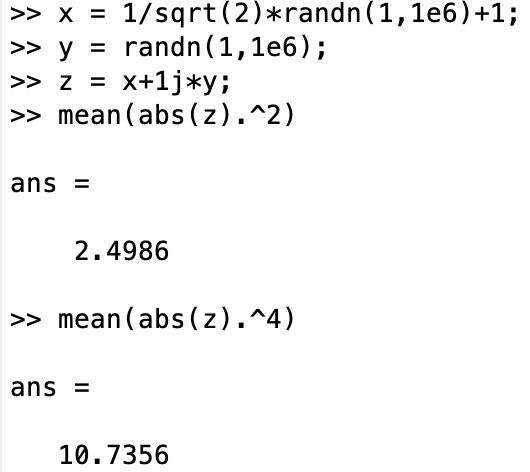 >> x = 1/sqrt(2)*randn(1,1e6)+1;
>> y = randn(1,1e6);
>> z = x+1j*y;
>> mean(abs(z).^2)
ans =
2.4986
>> mean(abs(z).^4)
ans =
10.7356